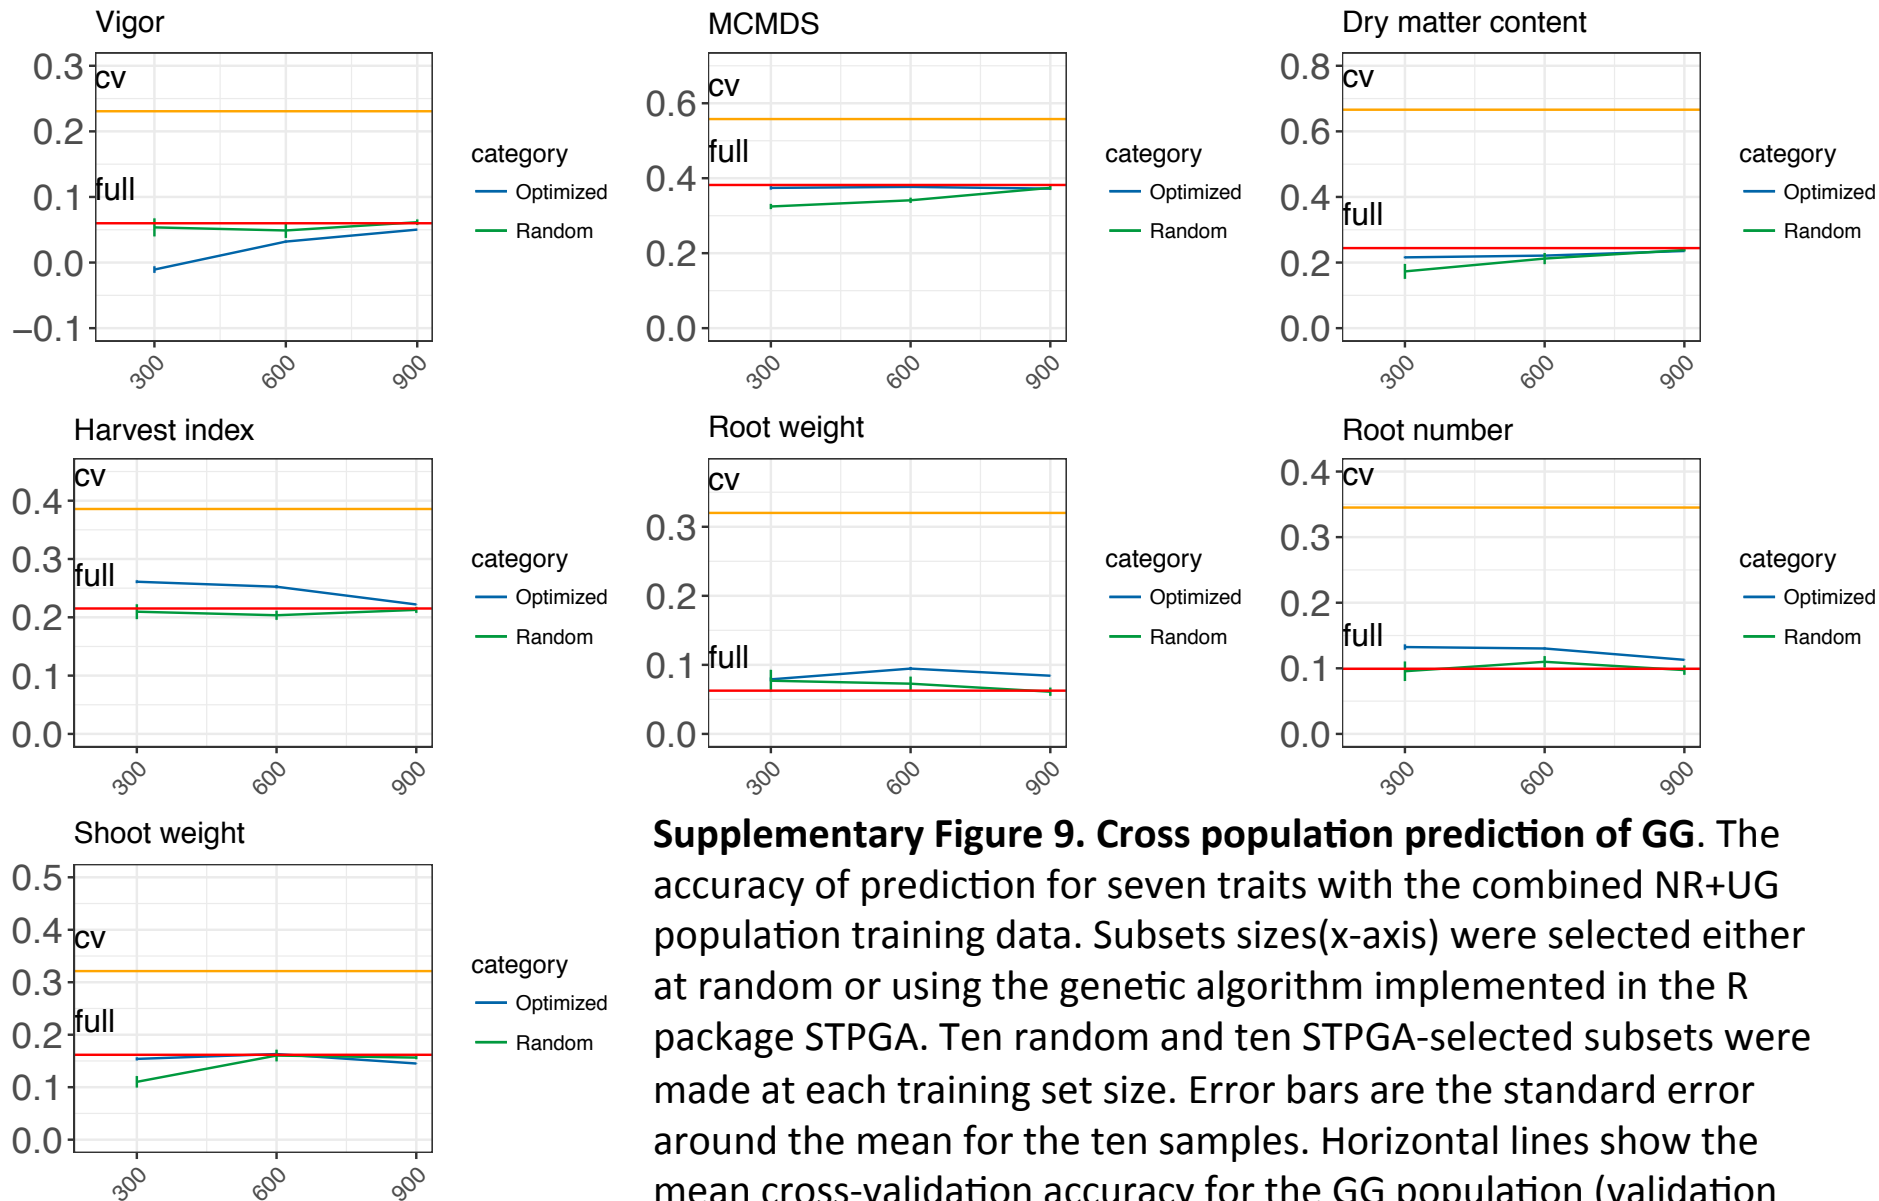 Vigor
0.3
0.2
0.1
0.0
−0.1
cv
full
300
600
900
category
Optimized
Random
MCMDS
0.6
0.4
0.2
0.0
cv
full
300
600
900
category
Optimized
Random
Dry matter content
0.8
0.6
0.4
0.2
0.0
cv
full
300
600
900
category
Optimized
Random
Harvest index
0.4
0.3
0.2
0.1
0.0
cv
full
300
600
900
category
Optimized
Random
Root weight
0.3
0.2
0.1
0.0
cv
full
300
600
900
category
Optimized
Random
Root number
0.4
0.3
0.2
0.1
0.0
cv
full
300
600
900
category
Optimized
Random
Shoot weight
0.5
0.4
0.3
0.2
0.1
0.0
cv
full
300
600
900
category
Optimized
Random
Supplementary Figure 9. Cross population prediction of GG. The
accuracy of prediction for seven traits with the combined NR+UG
population training data. Subsets sizes(x-axis) were selected either
at random or using the genetic algorithm implemented in the R
package STPGA. Ten random and ten STPGA-selected subsets were
made at each training set size. Error bars are the standard error
around the mean for the ten samples. Horizontal lines show the
mean cross-validation accuracy for the GG population (validation